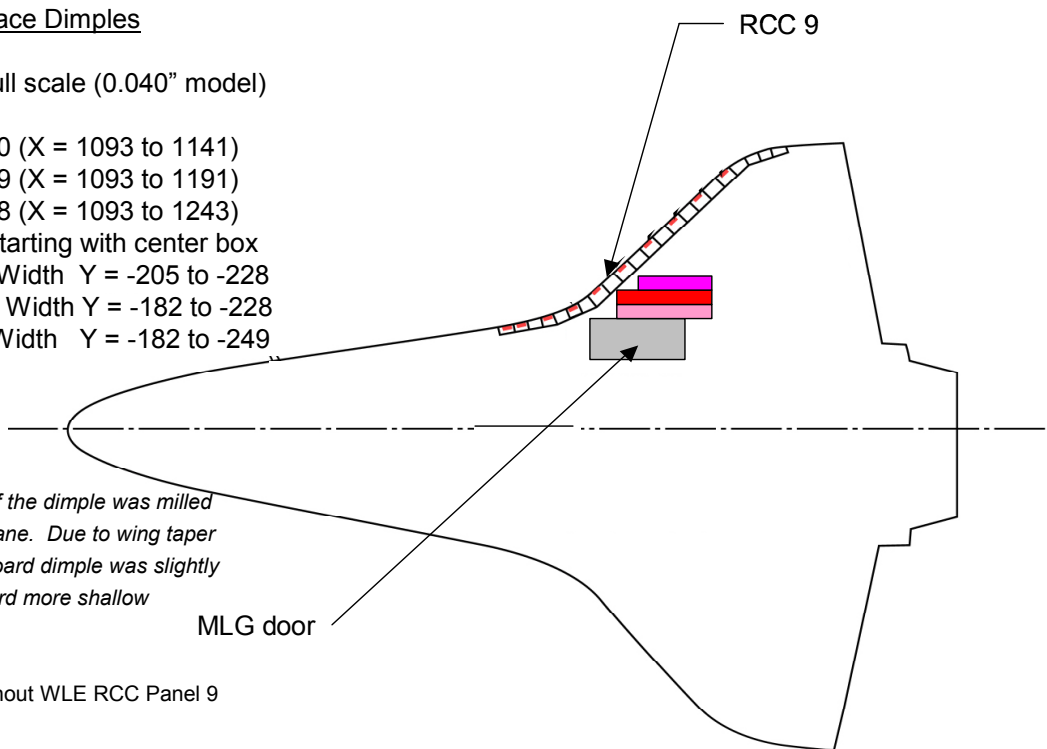 ace Dimples
RCC 9
ull scale (0.040” model)
0 (X = 1093 to 1141)
9 (X = 1093 to 1191)
8 (X = 1093 to 1243)
tarting with center box
Width Y = -205 to -228
Width Y = -182 to -228
Width Y = -182 to -249
f the dimple was milled
ane. Due to wing taper
oard dimple was slightly
rd more shallow
MLG door
hout WLE RCC Panel 9